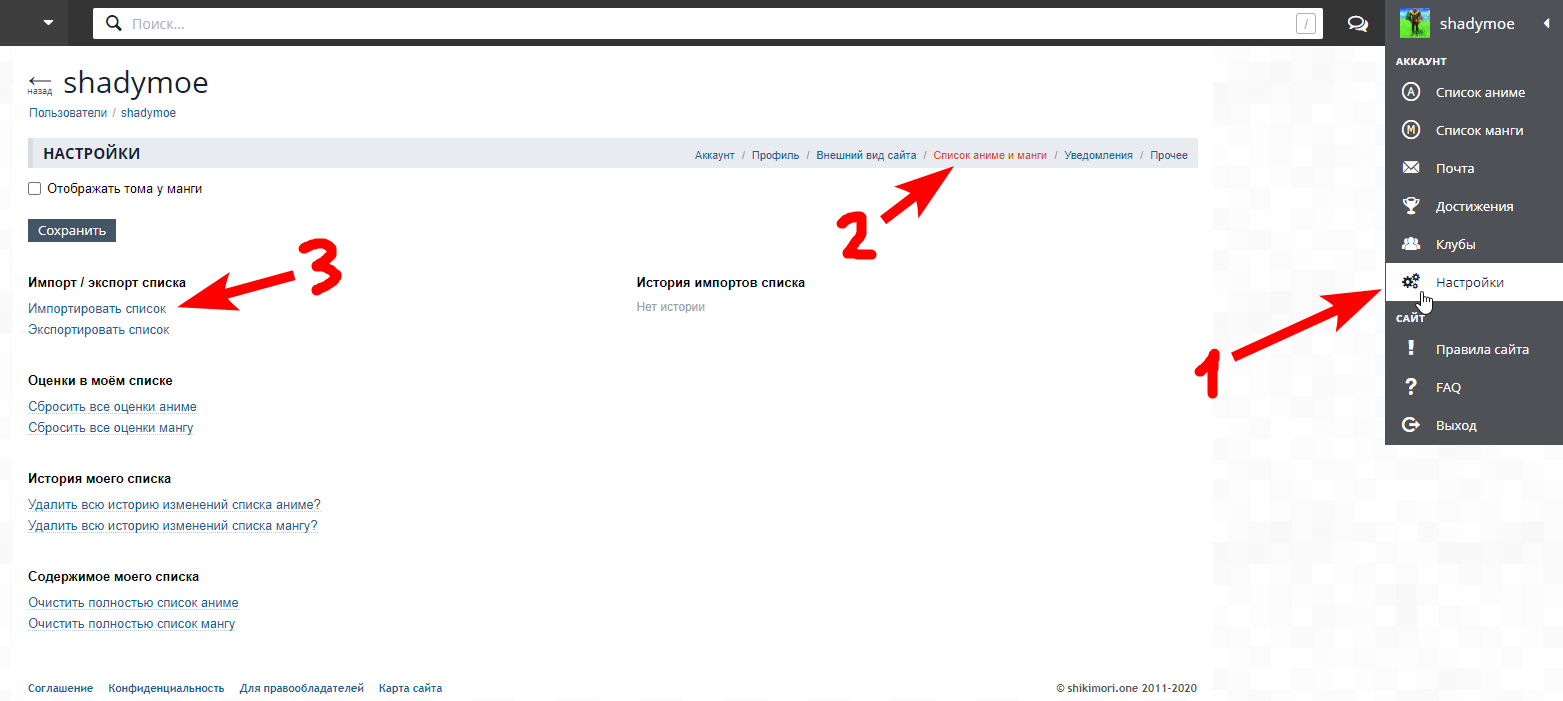 Поиск...
/
shadymoe
назад
shadymoe
Пользователи / shadymoe
НАСТРОЙКИ
Аккаунт / Профиль / Внешний вид сайта / Список аниме и манги / Уведомления / Прочее
Отображать тома у манги
Сохранить
2
3
Импорт / экспорт списка
Импортировать список
Экспортировать список
История импортов списка
Нет истории
Оценки в моём списке
Сбросить все оценки аниме
Сбросить все оценки мангу
История моего списка
Удалить всю историю изменений списка аниме?
Удалить всю историю изменений списка мангу?
Содержимое моего списка
Очистить полностью список аниме
Очистить полностью список мангу
АККАУНТ
A Список аниме
M Список манги
Почта
Достижения
Клубы
Настройки
1
САЙТ
! Правила сайта
? FAQ
Выход
Соглашение Конфиденциальность Для правообладателей Карта сайта
© shikimori.one 2011-2020